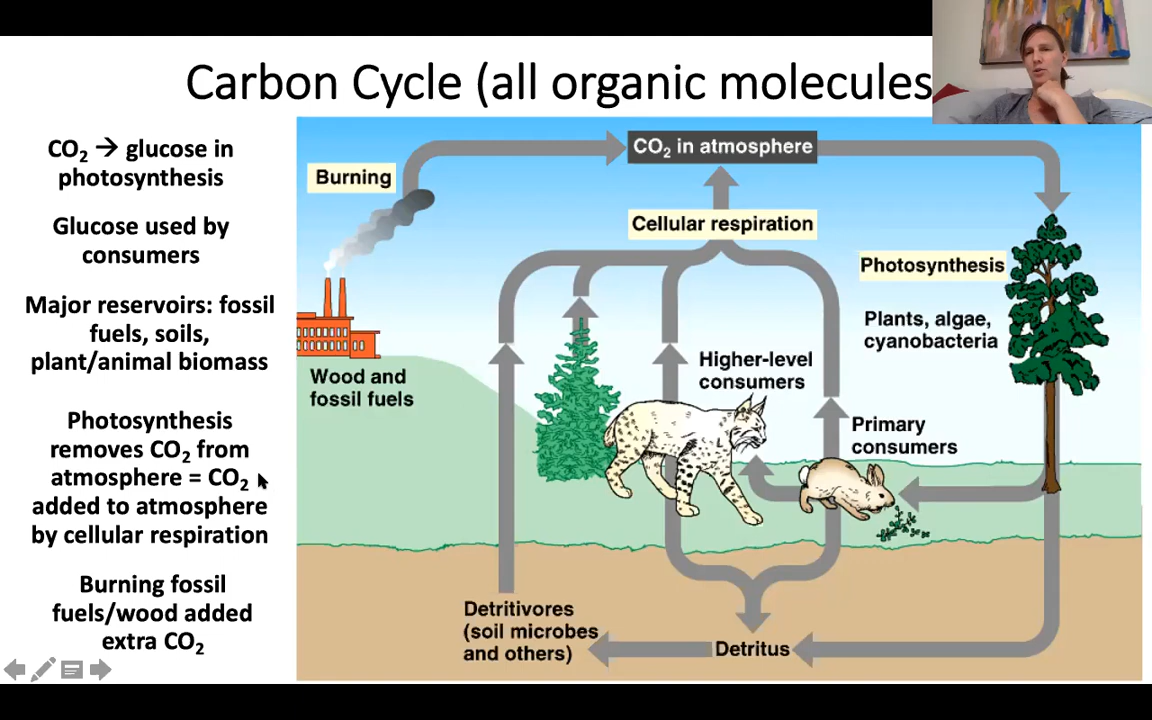 Carbon Cycle (all organic molecules
CO₂ → glucose in
photosynthesis
Glucose used by
consumers
Major reservoirs: fossil
fuels, soils,
plant/animal biomass
Photosynthesis
removes CO₂ from
atmosphere = CO₂
added to atmosphere
by cellular respiration
Burning fossil
fuels/wood added
extra CO₂
CO₂ in atmosphere
Burning
Cellular respiration
Photosynthesis
Plants, algae,
cyanobacteria
Wood and
fossil fuels
Higher-level
consumers
Primary
consumers
Detritivores
(soil microbes
and others)
Detritus